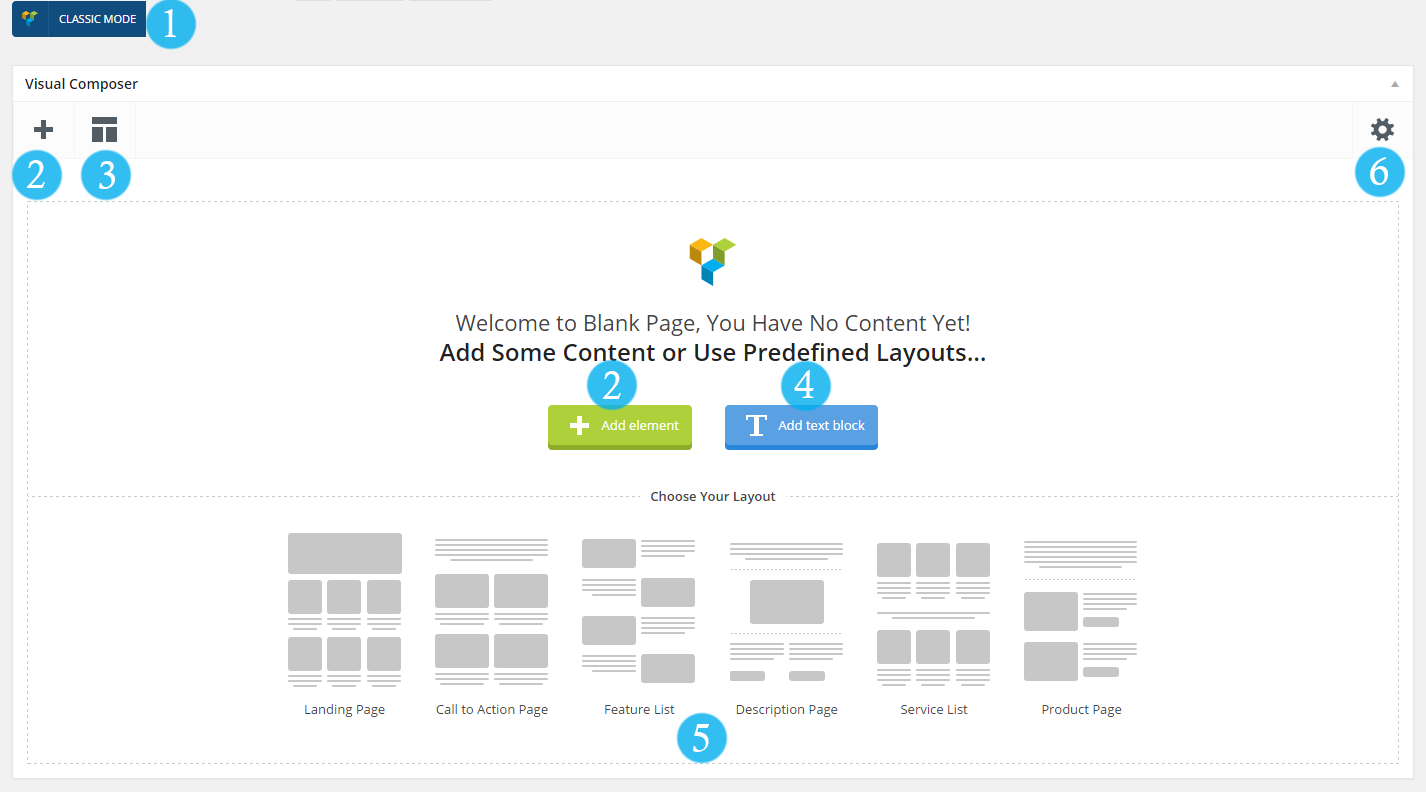 CLASSIC MODE 1
Visual Composer
2 3 6
Welcome to Blank Page, You Have No Content Yet!
Add Some Content or Use Predefined Layouts...
2 4
Add element T Add text block
Choose Your Layout
Landing Page Call to Action Page Feature List Description Page Service List Product Page
5